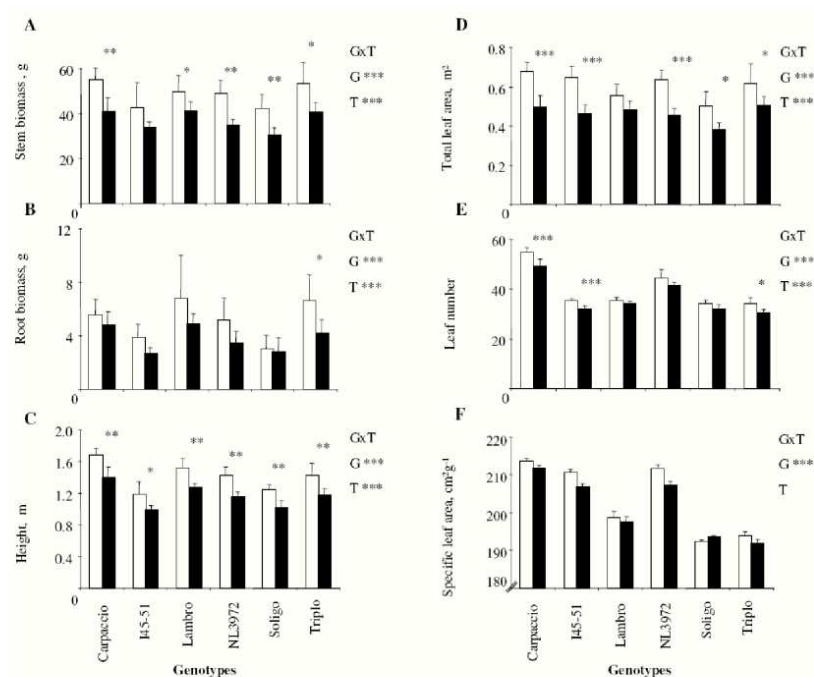 A
Stem biomass, g
60
40
20
0
** * ** ** *
GxT
G ***
T ***
B
Root biomass, g
12
8
4
0
*
GxT
G ***
T ***
C
Height, m
2.0
1.6
1.2
0.8
0.4
0
** * ** ** ** **
GxT
G ***
T ***
Carpaccio
I45-51
Lambro
NL3972
Soligo
Triplo
Genotypes
D
Total leaf area, m²
0.8
0.6
0.4
0.2
0
*** *** *** * *
GxT
G ***
T ***
E
Leaf number
60
40
20
0
*** *** *
GxT
G ***
T ***
F
Specific leaf area, cm²g⁻¹
220
210
200
190
180
GxT
G ***
T
Carpaccio
I45-51
Lambro
NL3972
Soligo
Triplo
Genotypes